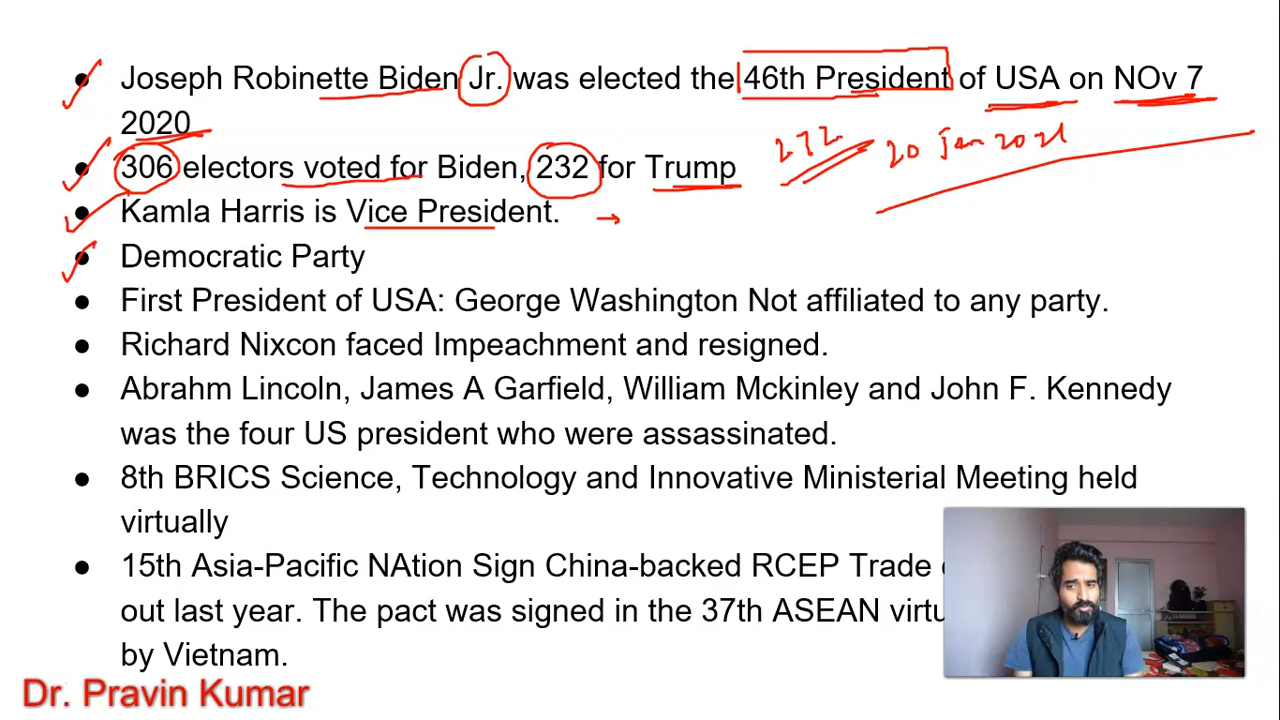 Joseph Robinette Biden Jr. was elected the 46th President of USA on NOv 7
2020
232 20 Jan 2021
306 electors voted for Biden, 232 for Trump
Kamla Harris is Vice President. →
Democratic Party
First President of USA: George Washington Not affiliated to any party.
Richard Nixcon faced Impeachment and resigned.
Abrahm Lincoln, James A Garfield, William Mckinley and John F. Kennedy
was the four US president who were assassinated.
8th BRICS Science, Technology and Innovative Ministerial Meeting held
virtually
15th Asia-Pacific NAtion Sign China-backed RCEP Trade
out last year. The pact was signed in the 37th ASEAN
by Vietnam.
Dr. Pravin Kumar